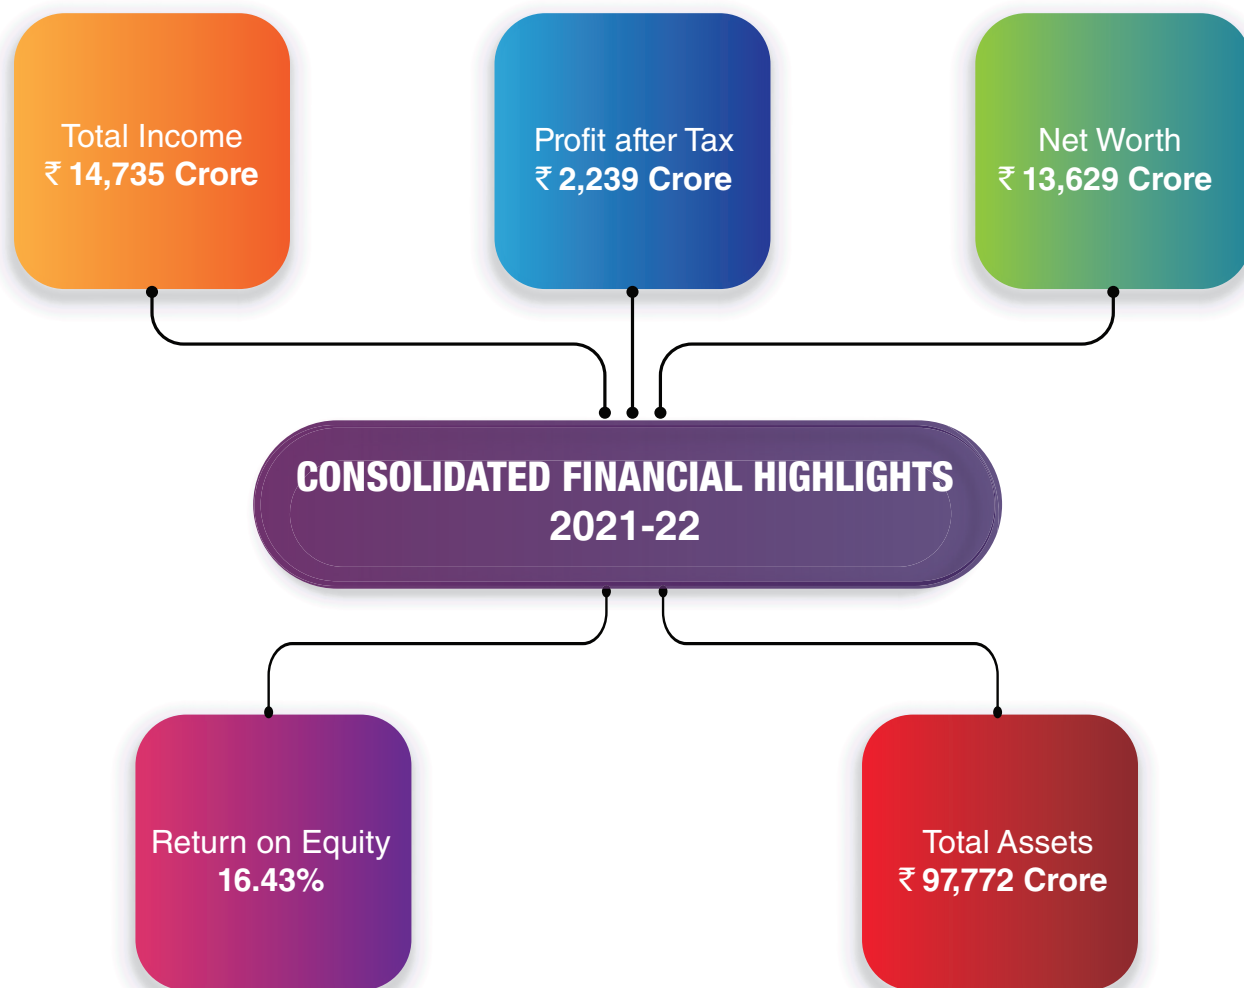 Total Income
₹ 14,735 Crore
Profit after Tax
₹ 2,239 Crore
Net Worth
₹ 13,629 Crore
CONSOLIDATED FINANCIAL HIGHLIGHTS
2021-22
Return on Equity
16.43%
Total Assets
₹ 97,772 Crore